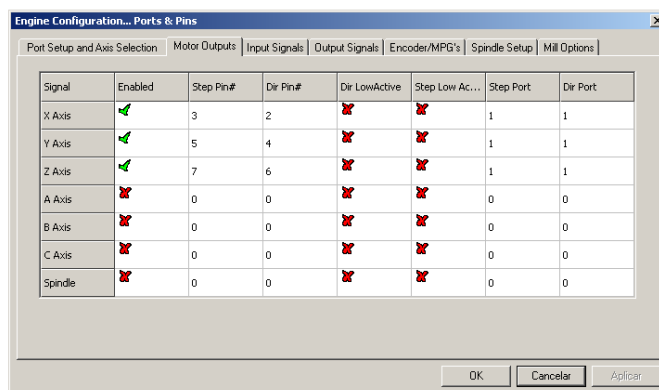 Engine Configuration... Ports & Pins
Port Setup and Axis Selection Motor Outputs Input Signals Output Signals Encoder/MPG's Spindle Setup Mill Options
Signal Enabled Step Pin# Dir Pin# Dir LowActive Step Low Ac... Step Port Dir Port
X Axis 3 2 1 1
Y Axis 5 4 1 1
Z Axis 7 6 1 1
A Axis 0 0 0 0
B Axis 0 0 0 0
C Axis 0 0 0 0
Spindle 0 0 0 0
OK Cancelar Aplicar